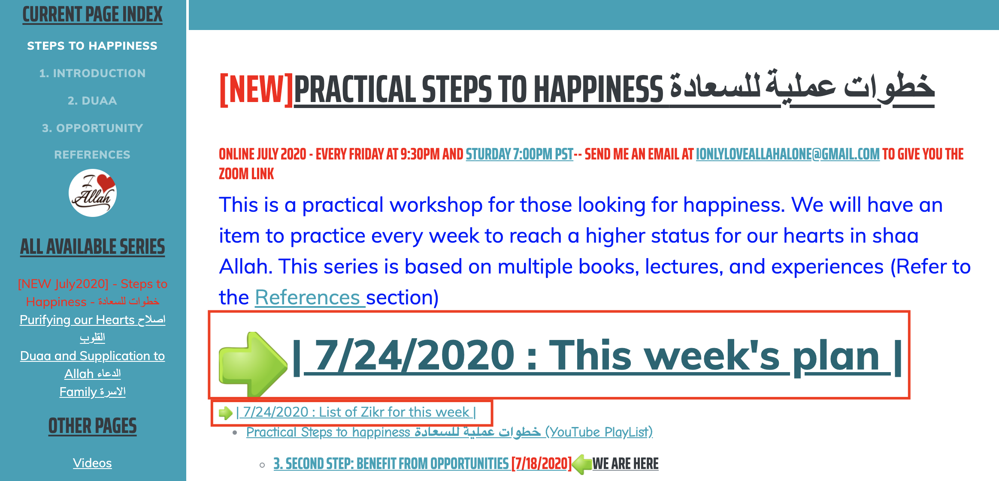 CURRENT PAGE INDEX
STEPS TO HAPPINESS
1. INTRODUCTION
2. DUAA
3. OPPORTUNITY
REFERENCES
I
Allah
ALL AVAILABLE SERIES
[NEW July2020] - Steps to
Happiness - خطوات للسعادة
Purifying our Hearts اصلاح
القلوب
Duaa and Supplication to
Allah الدعاء
Family الاسرة
OTHER PAGES
Videos
[NEW]PRACTICAL STEPS TO HAPPINESS خطوات عملية للسعادة
ONLINE JULY 2020 - EVERY FRIDAY AT 9:30PM AND STURDAY 7:00PM PST-- SEND ME AN EMAIL AT IONLYLOVEALLAHALONE@GMAIL.COM TO GIVE YOU THE
ZOOM LINK
This is a practical workshop for those looking for happiness. We will have an
item to practice every week to reach a higher status for our hearts in shaa
Allah. This series is based on multiple books, lectures, and experiences (Refer to
the References section)
| 7/24/2020 : This week's plan |
| 7/24/2020 : List of Zikr for this week |
Practical Steps to happiness خطوات عملية للسعادة (YouTube PlayList)
3. SECOND STEP: BENEFIT FROM OPPORTUNITIES [7/18/2020] WE ARE HERE